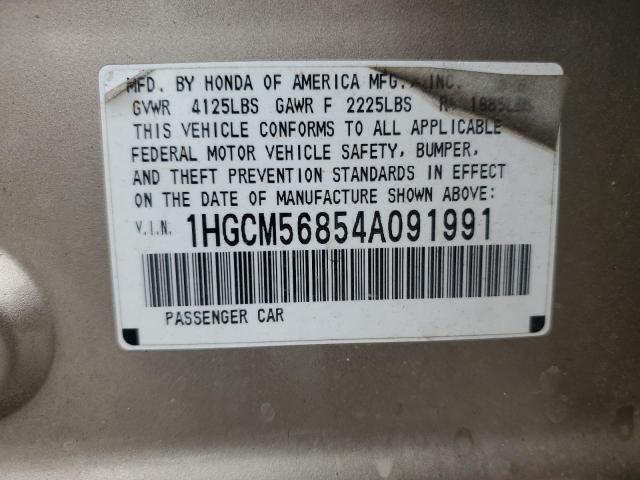 MFD. BY HONDA OF AMERICA MFG., INC.
GVWR 4125LBS GAWR F 2225LBS R
THIS VEHICLE CONFORMS TO ALL APPLICABLE
FEDERAL MOTOR VEHICLE SAFETY, BUMPER,
AND THEFT PREVENTION STANDARDS IN EFFECT
ON THE DATE OF MANUFACTURE SHOWN ABOVE:
V.I.N. 1HGCM56854A091991
PASSENGER CAR